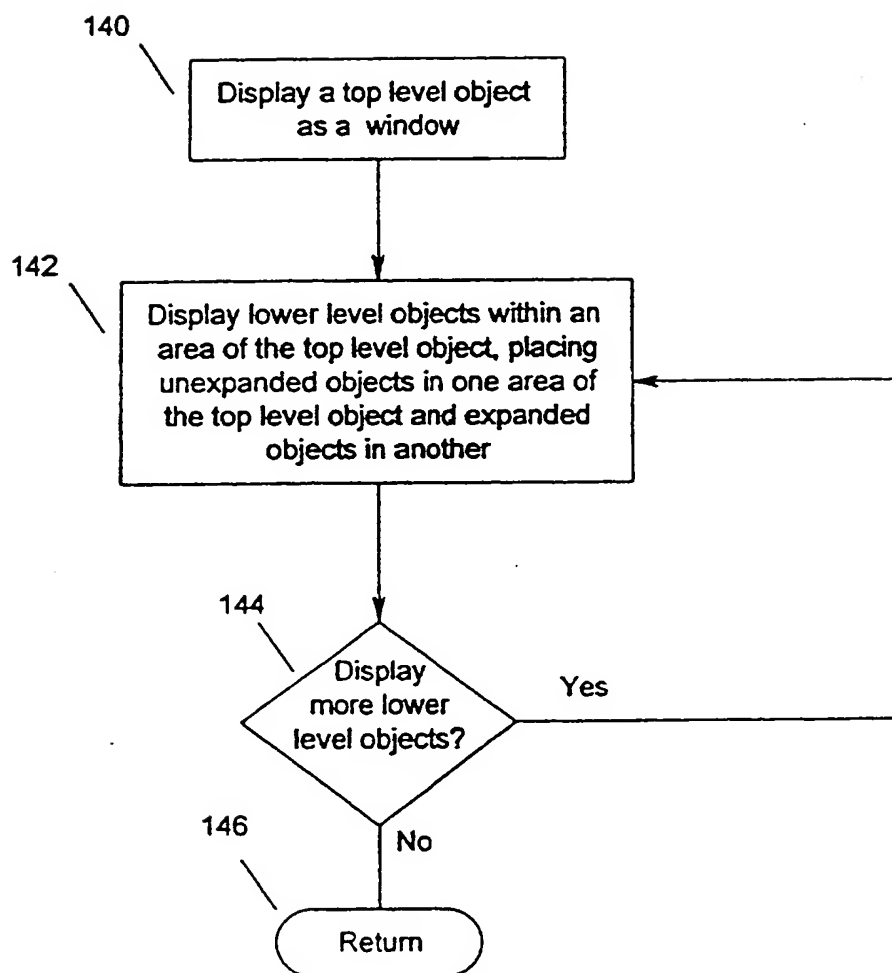 140
Display a top level object
as a window
142
Display lower level objects within an
area of the top level object, placing
unexpanded objects in one area of
the top level object and expanded
objects in another
144
Display
more lower
level objects?
Yes
146
No
Return